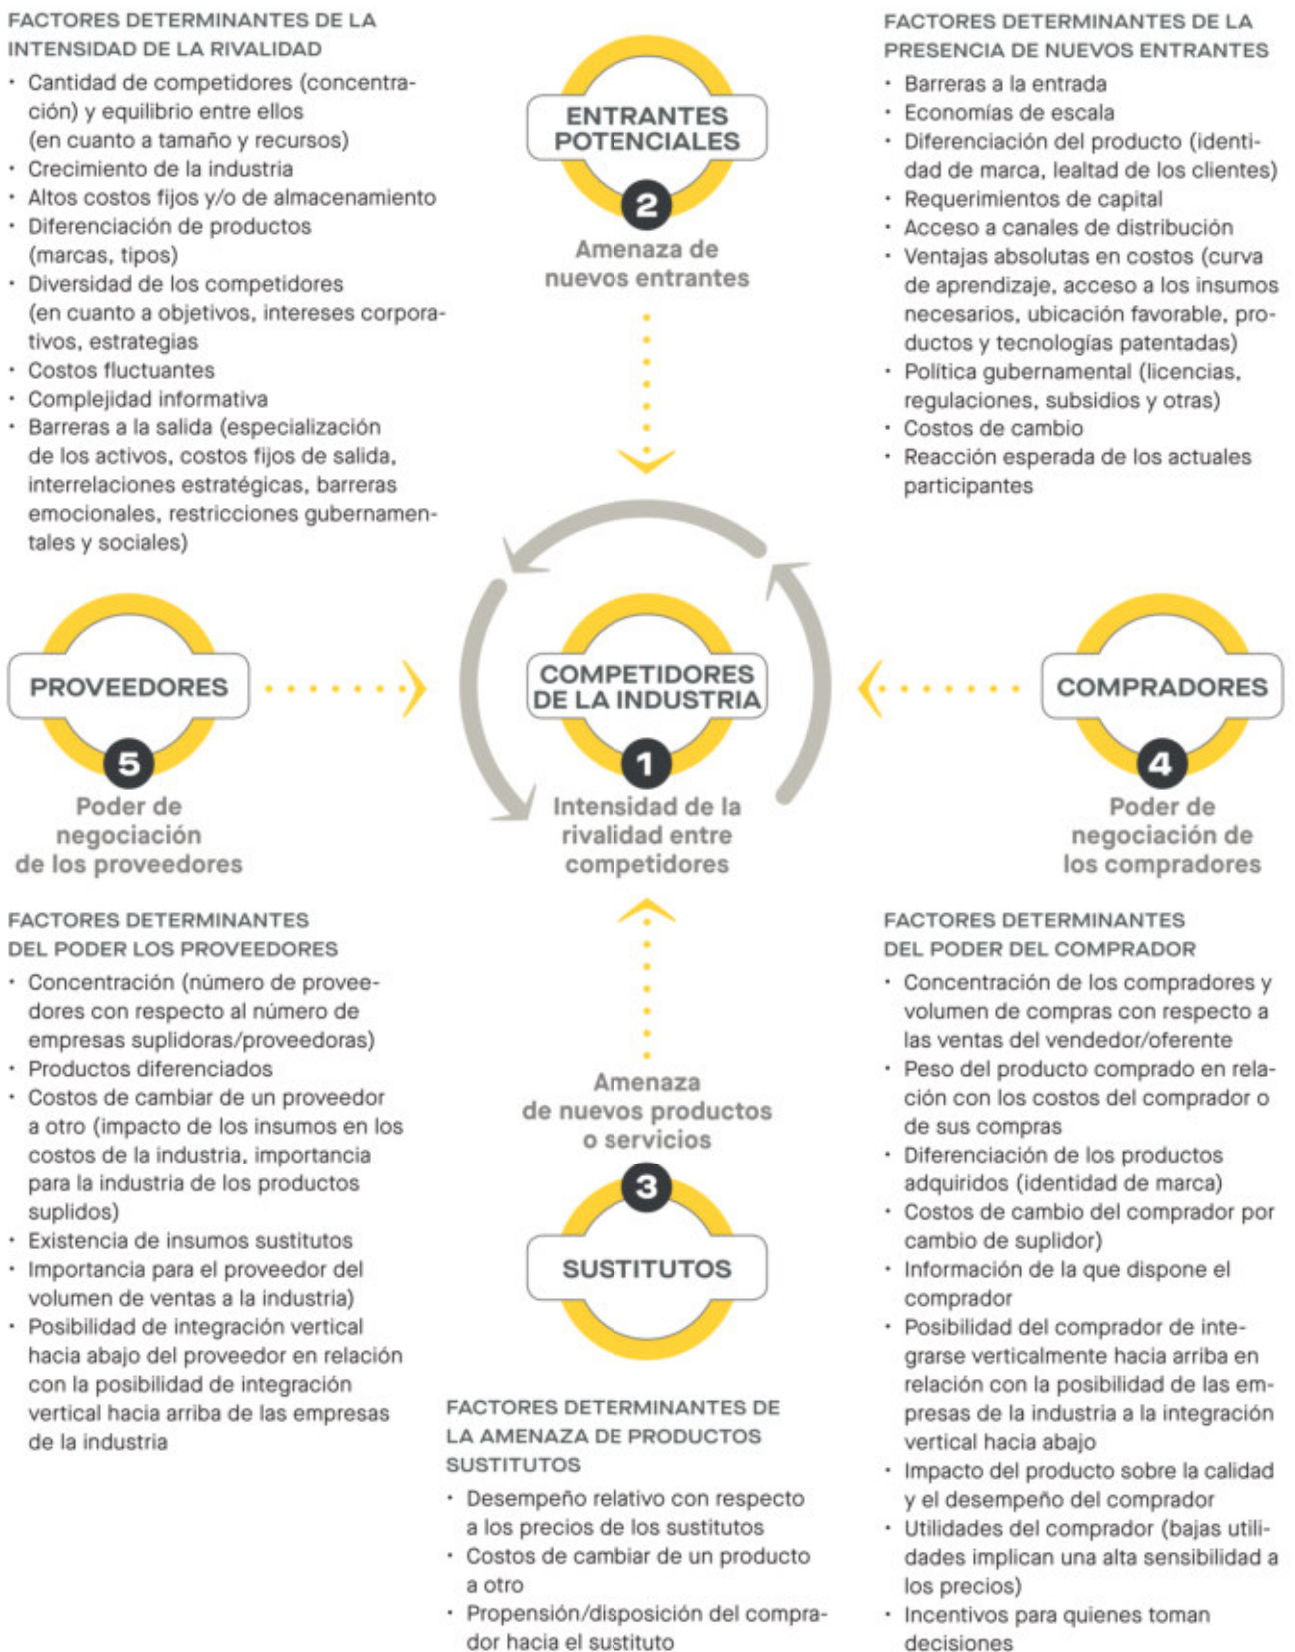 FACTORES DETERMINANTES DE LA
INTENSIDAD DE LA RIVALIDAD
• Cantidad de competidores (concentra-
ción) y equilibrio entre ellos
(en cuanto a tamaño y recursos)
• Crecimiento de la industria
• Altos costos fijos y/o de almacenamiento
• Diferenciación de productos
(marcas, tipos)
• Diversidad de los competidores
(en cuanto a objetivos, intereses corpora-
tivos, estrategias
• Costos fluctuantes
• Complejidad informativa
• Barreras a la salida (especialización
de los activos, costos fijos de salida,
interrelaciones estratégicas, barreras
emocionales, restricciones gubernamen-
tales y sociales)
ENTRANTES
POTENCIALES
2
Amenaza de
nuevos entrantes
FACTORES DETERMINANTES DE LA
PRESENCIA DE NUEVOS ENTRANTES
• Barreras a la entrada
• Economías de escala
• Diferenciación del producto (identi-
dad de marca, lealtad de los clientes)
• Requerimientos de capital
• Acceso a canales de distribución
• Ventajas absolutas en costos (curva
de aprendizaje, acceso a los insumos
necesarios, ubicación favorable, pro-
ductos y tecnologías patentadas)
• Política gubernamental (licencias,
regulaciones, subsidios y otras)
• Costos de cambio
• Reacción esperada de los actuales
participantes
PROVEEDORES
5
Poder de
negociación
de los proveedores
COMPETIDORES
DE LA INDUSTRIA
1
Intensidad de la
rivalidad entre
competidores
COMPRADORES
4
Poder de
negociación de
los compradores
FACTORES DETERMINANTES
DEL PODER LOS PROVEEDORES
• Concentración (número de provee-
dores con respecto al número de
empresas suplidoras/proveedoras)
• Productos diferenciados
• Costos de cambiar de un proveedor
a otro (impacto de los insumos en los
costos de la industria, importancia
para la industria de los productos
suplidos)
• Existencia de insumos sustitutos
• Importancia para el proveedor del
volumen de ventas a la industria)
• Posibilidad de integración vertical
hacia abajo del proveedor en relación
con la posibilidad de integración
vertical hacia arriba de las empresas
de la industria
Amenaza
de nuevos productos
o servicios
3
SUSTITUTOS
FACTORES DETERMINANTES DE
LA AMENAZA DE PRODUCTOS
SUSTITUTOS
• Desempeño relativo con respecto
a los precios de los sustitutos
• Costos de cambiar de un producto
a otro
• Propensión/disposición del compra-
dor hacia el sustituto
FACTORES DETERMINANTES
DEL PODER DEL COMPRADOR
• Concentración de los compradores y
volumen de compras con respecto a
las ventas del vendedor/oferente
• Peso del producto comprado en rela-
ción con los costos del comprador o
de sus compras
• Diferenciación de los productos
adquiridos (identidad de marca)
• Costos de cambio del comprador por
cambio de suplidor)
• Información de la que dispone el
comprador
• Posibilidad del comprador de inte-
grarse verticalmente hacia arriba en
relación con la posibilidad de las em-
presas de la industria a la integración
vertical hacia abajo
• Impacto del producto sobre la calidad
y el desempeño del comprador
• Utilidades del comprador (bajas utili-
dades implican una alta sensibilidad a
los precios)
• Incentivos para quienes toman
decisiones